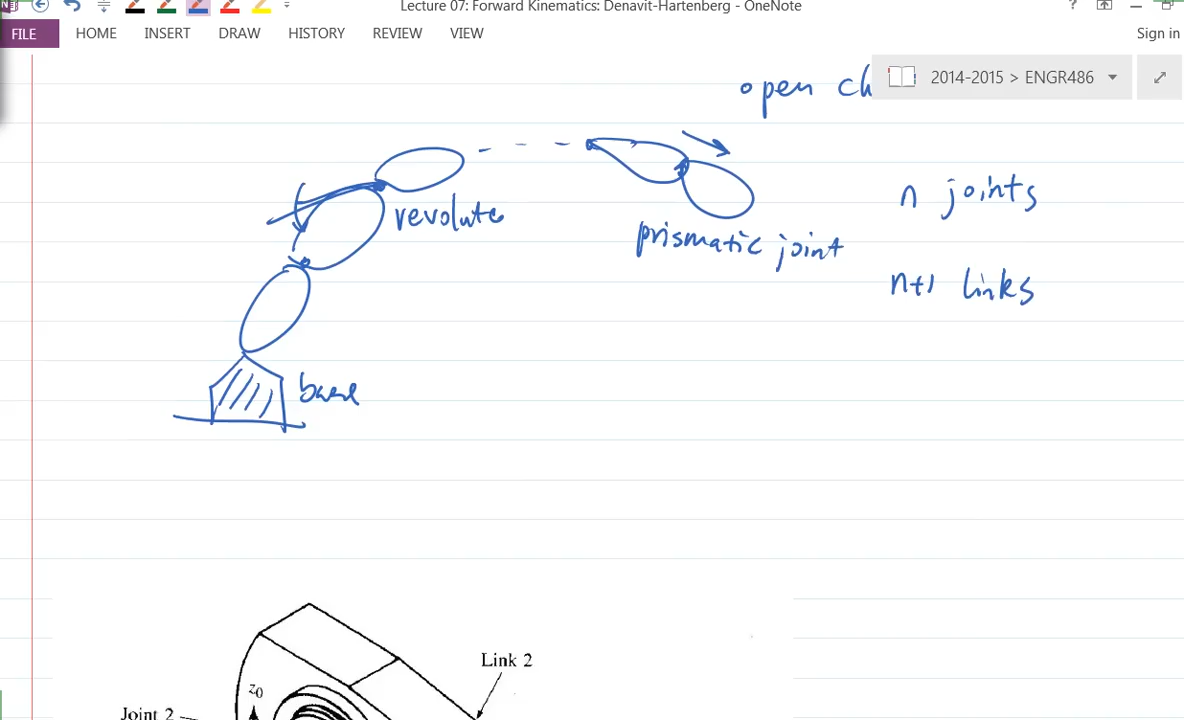 Lecture 07: Forward Kinematics: Denavit-Hartenberg - OneNote
FILE HOME INSERT DRAW HISTORY REVIEW VIEW Sign in
2014-2015 > ENGR486
open ch
revolute
n joints
prismatic joint
n+1 links
base
Link 2
z0
Joint 2